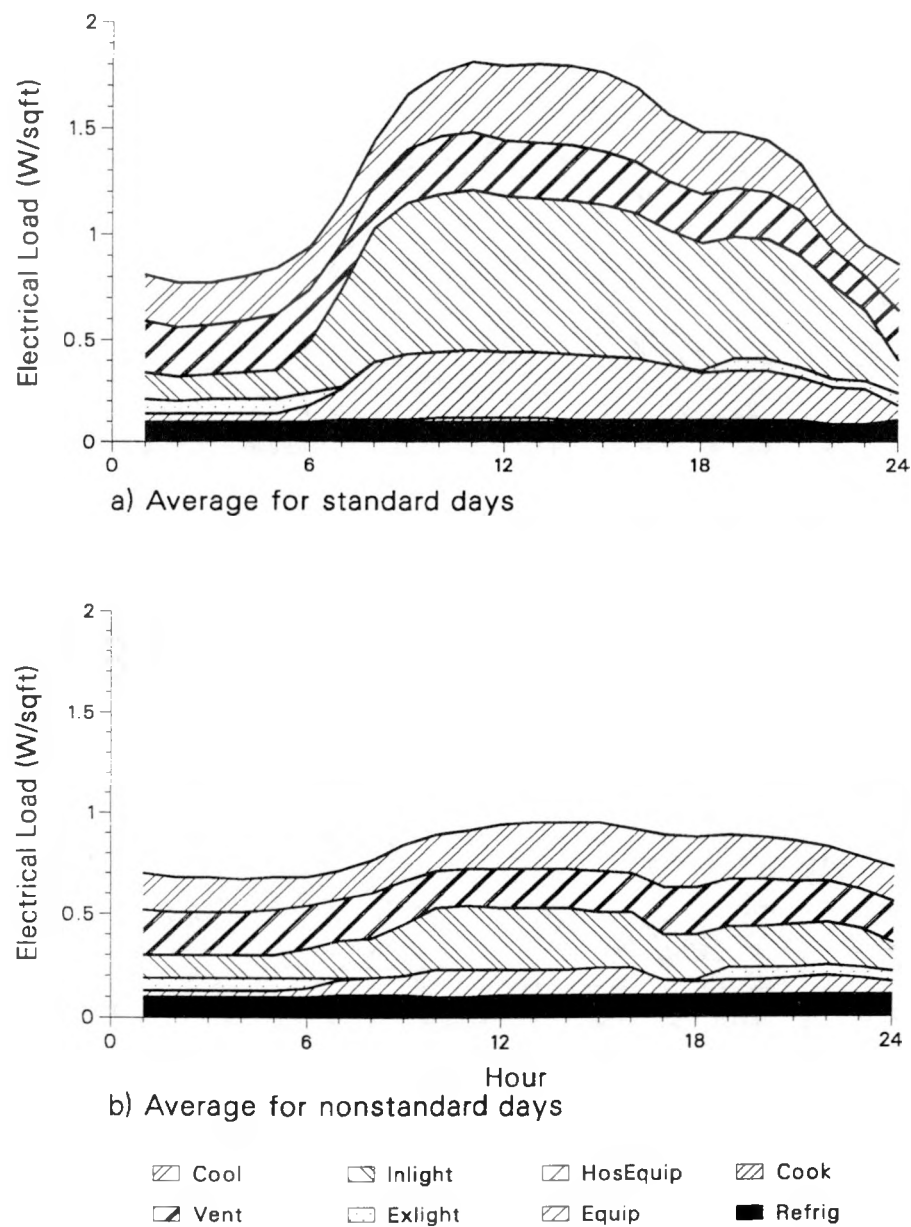 2
1.5
1
0.5
0
Electrical Load (W/sqft)
0 6 12 18 24
a) Average for standard days
2
1.5
1
0.5
0
Electrical Load (W/sqft)
0 6 12 18 24
Hour
b) Average for nonstandard days
Cool Inlight HosEquip Cook
Vent Exlight Equip Refrig